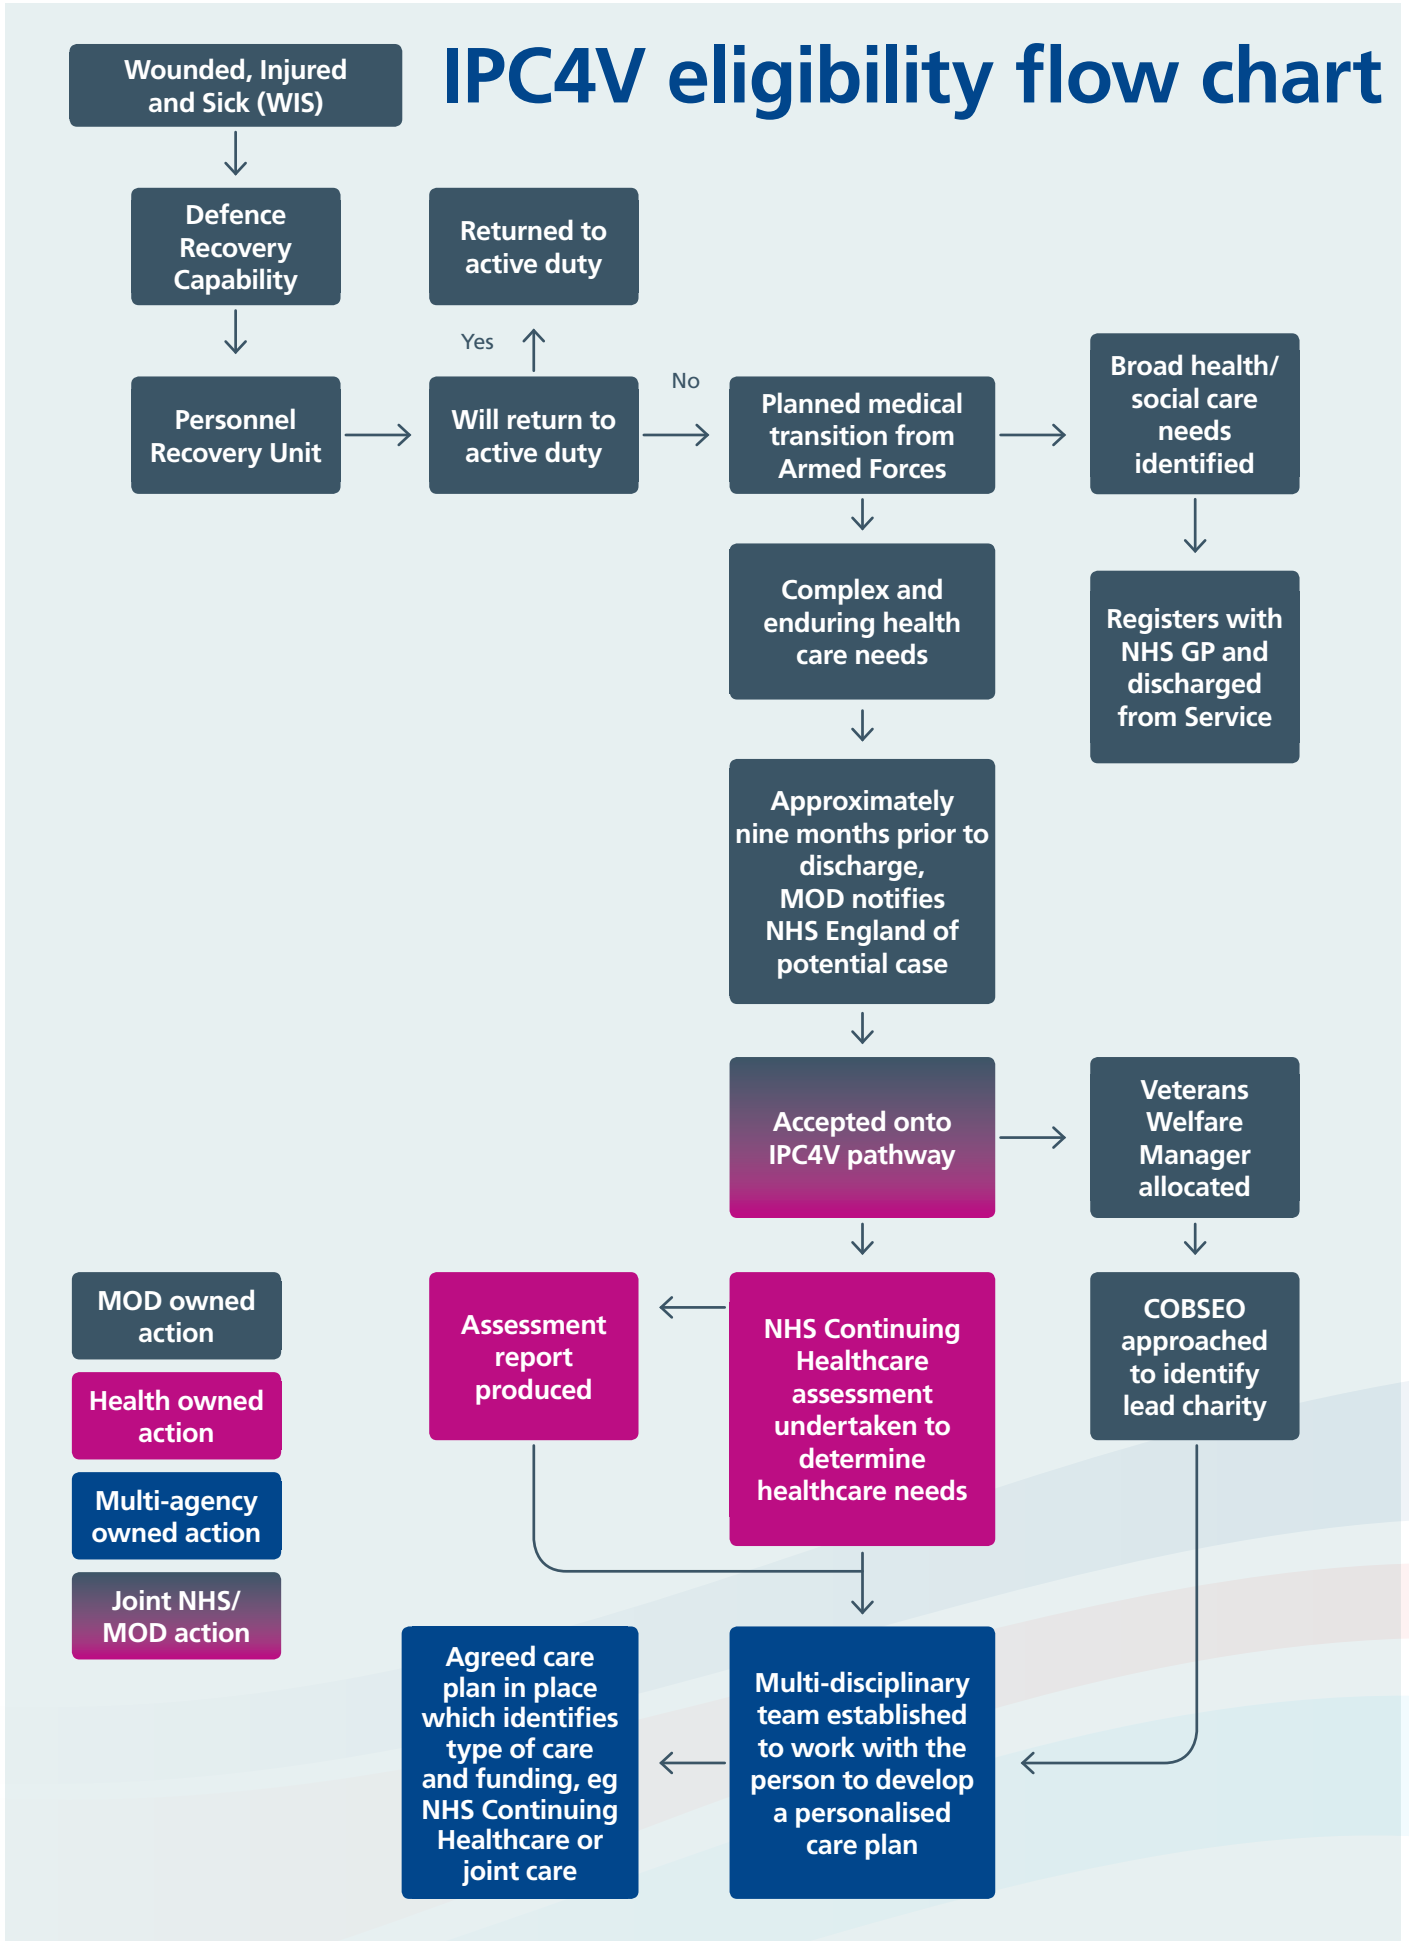 IPC4V eligibility flow chart
Wounded, Injured
and Sick (WIS)
Defence
Recovery
Capability
Returned to
active duty
Yes
No
Personnel
Recovery Unit
Will return to
active duty
Planned medical
transition from
Armed Forces
Broad health/
social care
needs
identified
Complex and
enduring health
care needs
Registers with
NHS GP and
discharged
from Service
Approximately
nine months prior to
discharge,
MOD notifies
NHS England of
potential case
Accepted onto
IPC4V pathway
Veterans
Welfare
Manager
allocated
MOD owned
action
Health owned
action
Multi-agency
owned action
Joint NHS/
MOD action
Assessment
report
produced
NHS Continuing
Healthcare
assessment
undertaken to
determine
healthcare needs
COBSEO
approached
to identify
lead charity
Agreed care
plan in place
which identifies
type of care
and funding, eg
NHS Continuing
Healthcare or
joint care
Multi-disciplinary
team established
to work with the
person to develop
a personalised
care plan